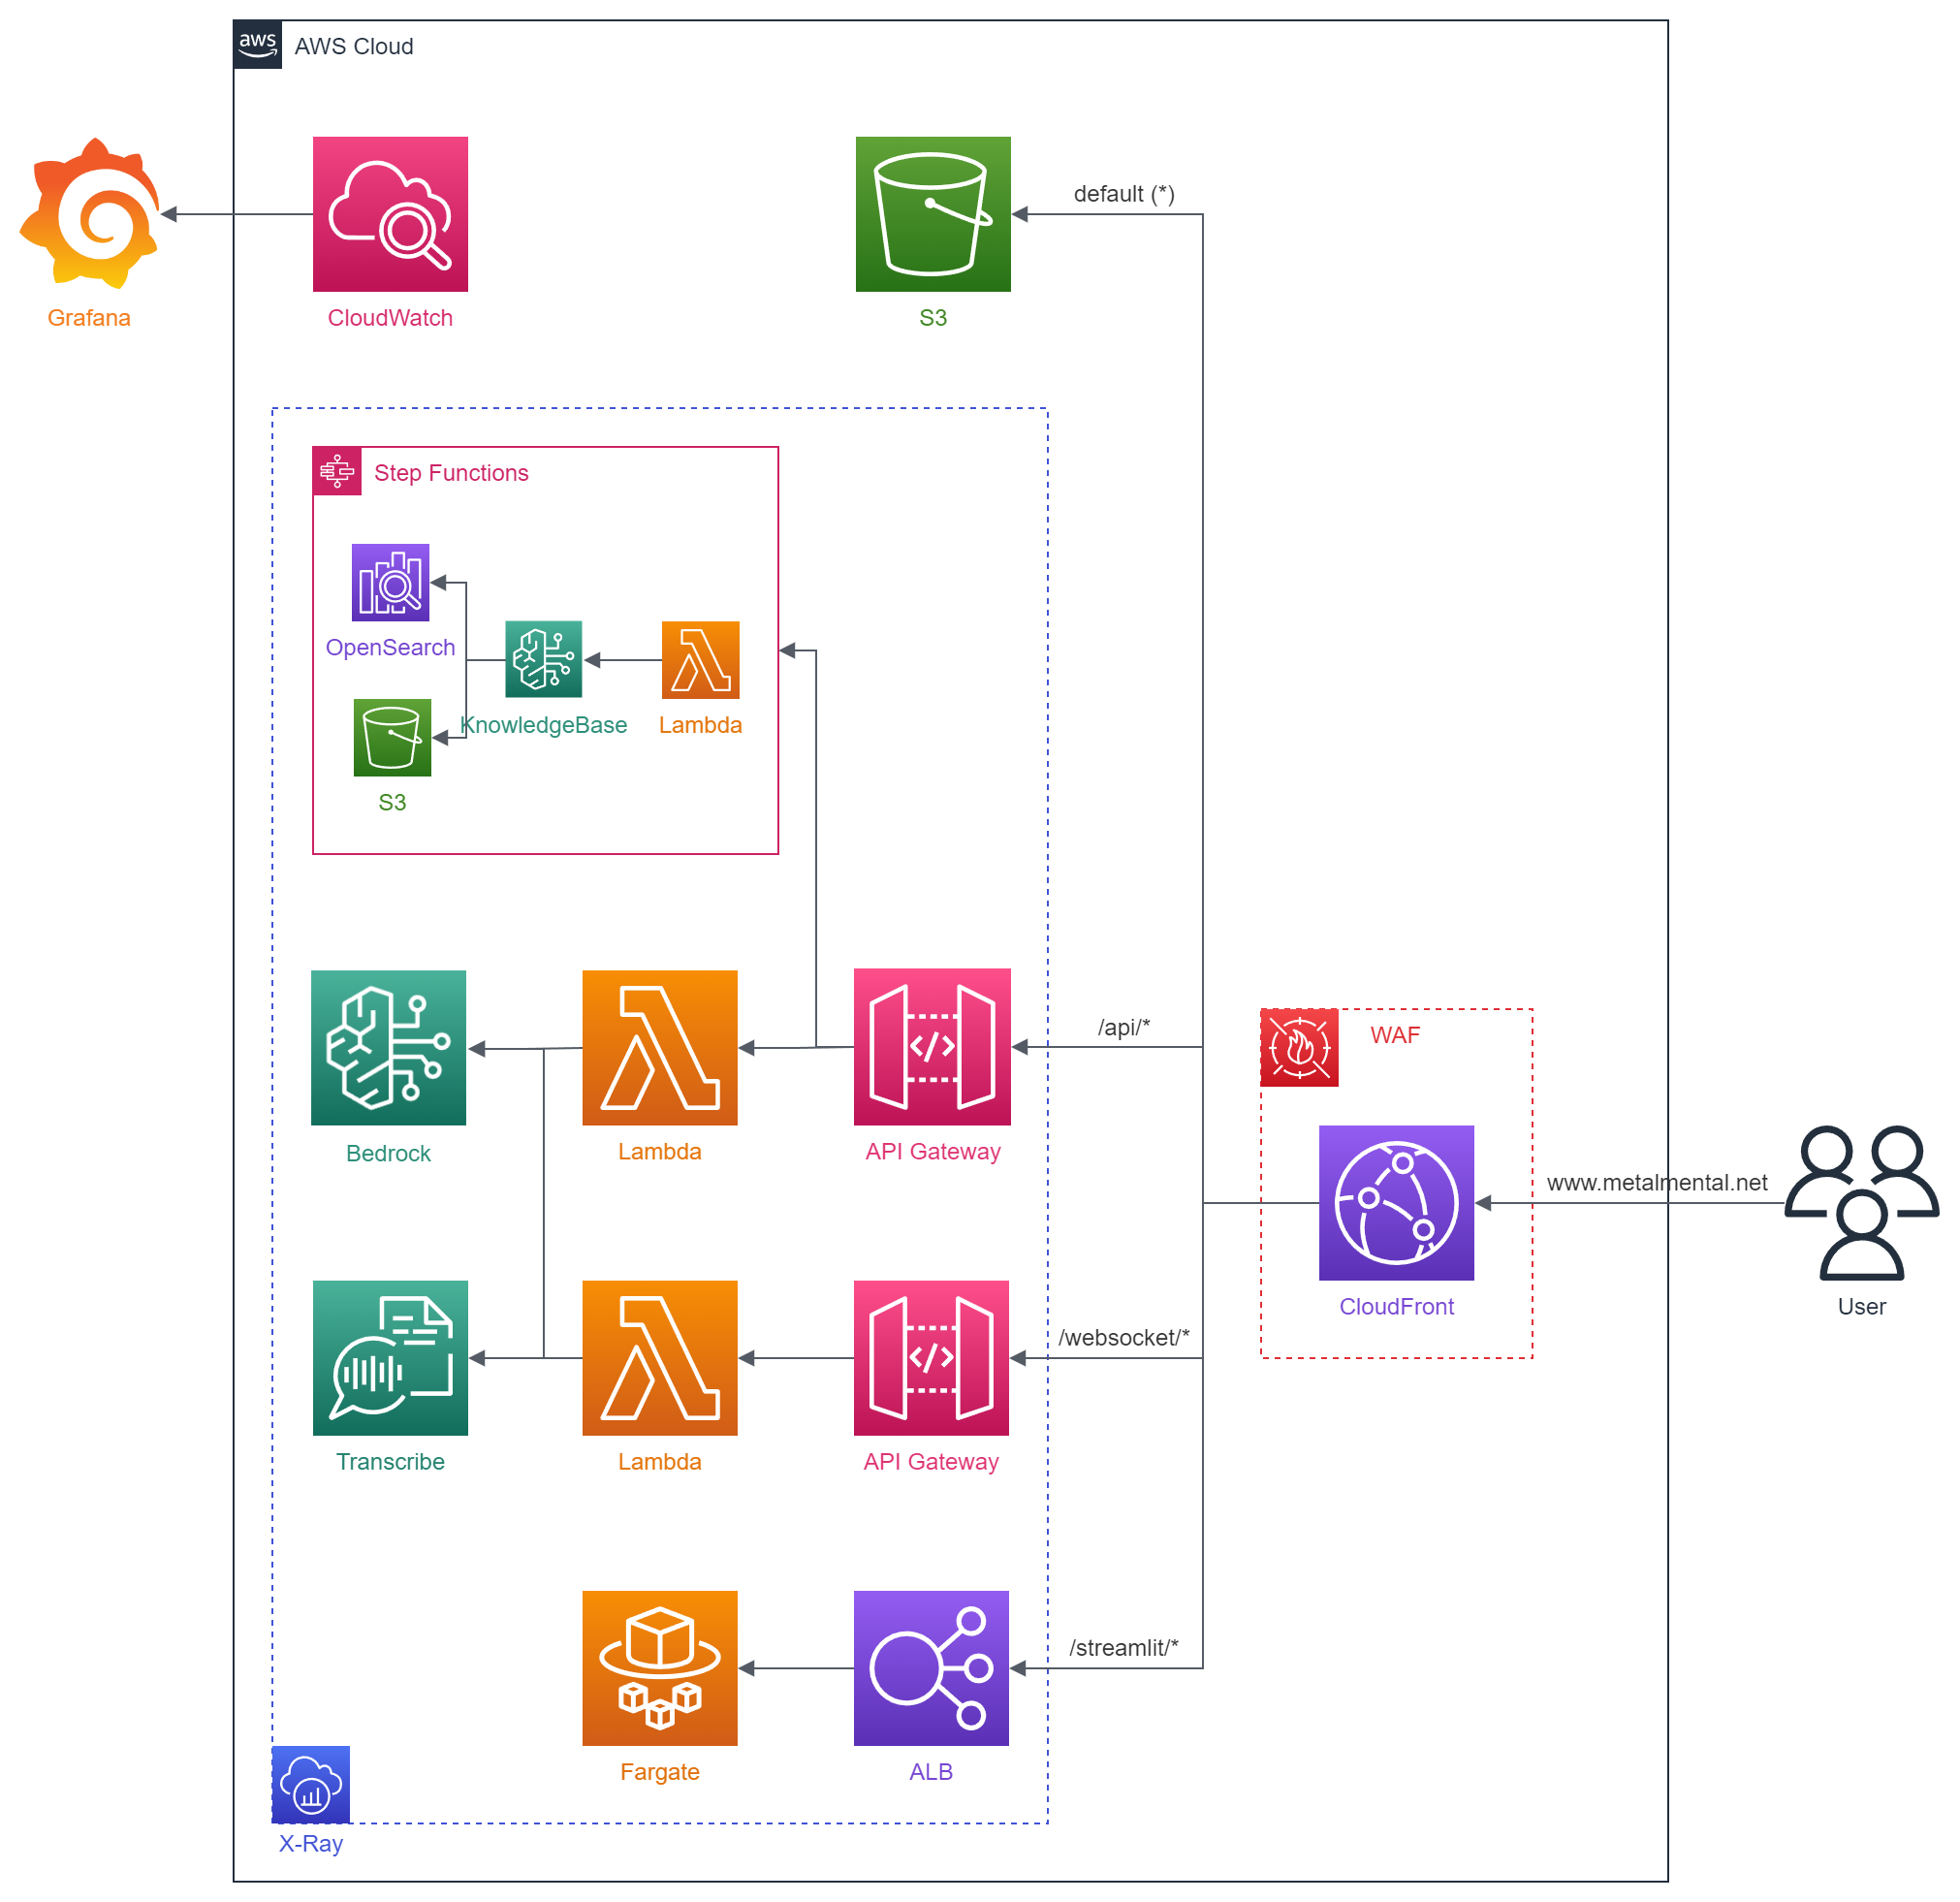 aws
AWS Cloud
default (*)
Grafana
CloudWatch
S3
Step Functions
OpenSearch
KnowledgeBase
Lambda
S3
/api/*
WAF
Bedrock
Lambda
API Gateway
www.metalmental.net
CloudFront
User
/websocket/*
Transcribe
Lambda
API Gateway
/streamlit/*
Fargate
ALB
X-Ray